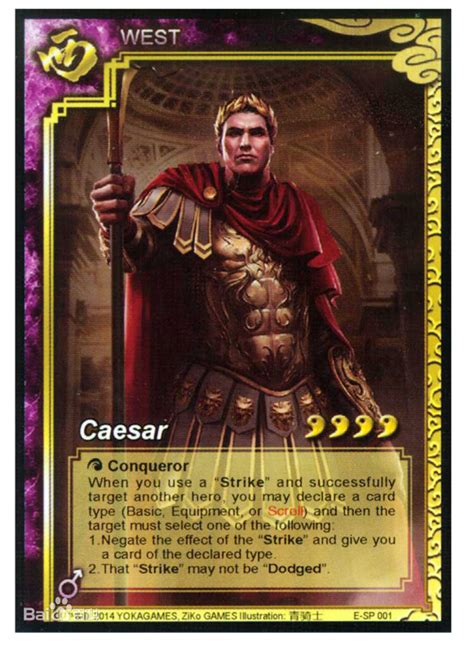 西 WEST
Caesar
Conqueror
When you use a “Strike” and successfully
target another hero, you may declare a card
type (Basic, Equipment, or Scroll) and then the
target must select one of the following:
1.Negate the effect of the “Strike” and give you
a card of the declared type.
2.That “Strike” may not be “Dodged”.
2014 YOKAGAMES, ZiKo GAMES Illustration: 青骑士 E-SP 001